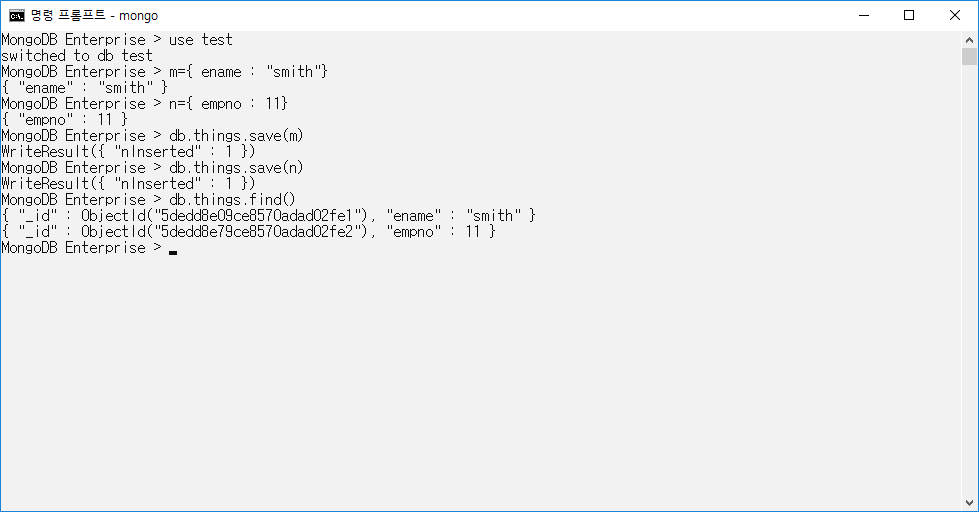 명령 프롬프트 - mongo
MongoDB Enterprise > use test
switched to db test
MongoDB Enterprise > m={ ename : "smith"}
{ "ename" : "smith" }
MongoDB Enterprise > n={ empno : 11}
{ "empno" : 11 }
MongoDB Enterprise > db.things.save(m)
WriteResult({ "nInserted" : 1 })
MongoDB Enterprise > db.things.save(n)
WriteResult({ "nInserted" : 1 })
MongoDB Enterprise > db.things.find()
{ "_id" : ObjectId("5dedd8e09ce8570adad02fe1"), "ename" : "smith" }
{ "_id" : ObjectId("5dedd8e79ce8570adad02fe2"), "empno" : 11 }
MongoDB Enterprise >